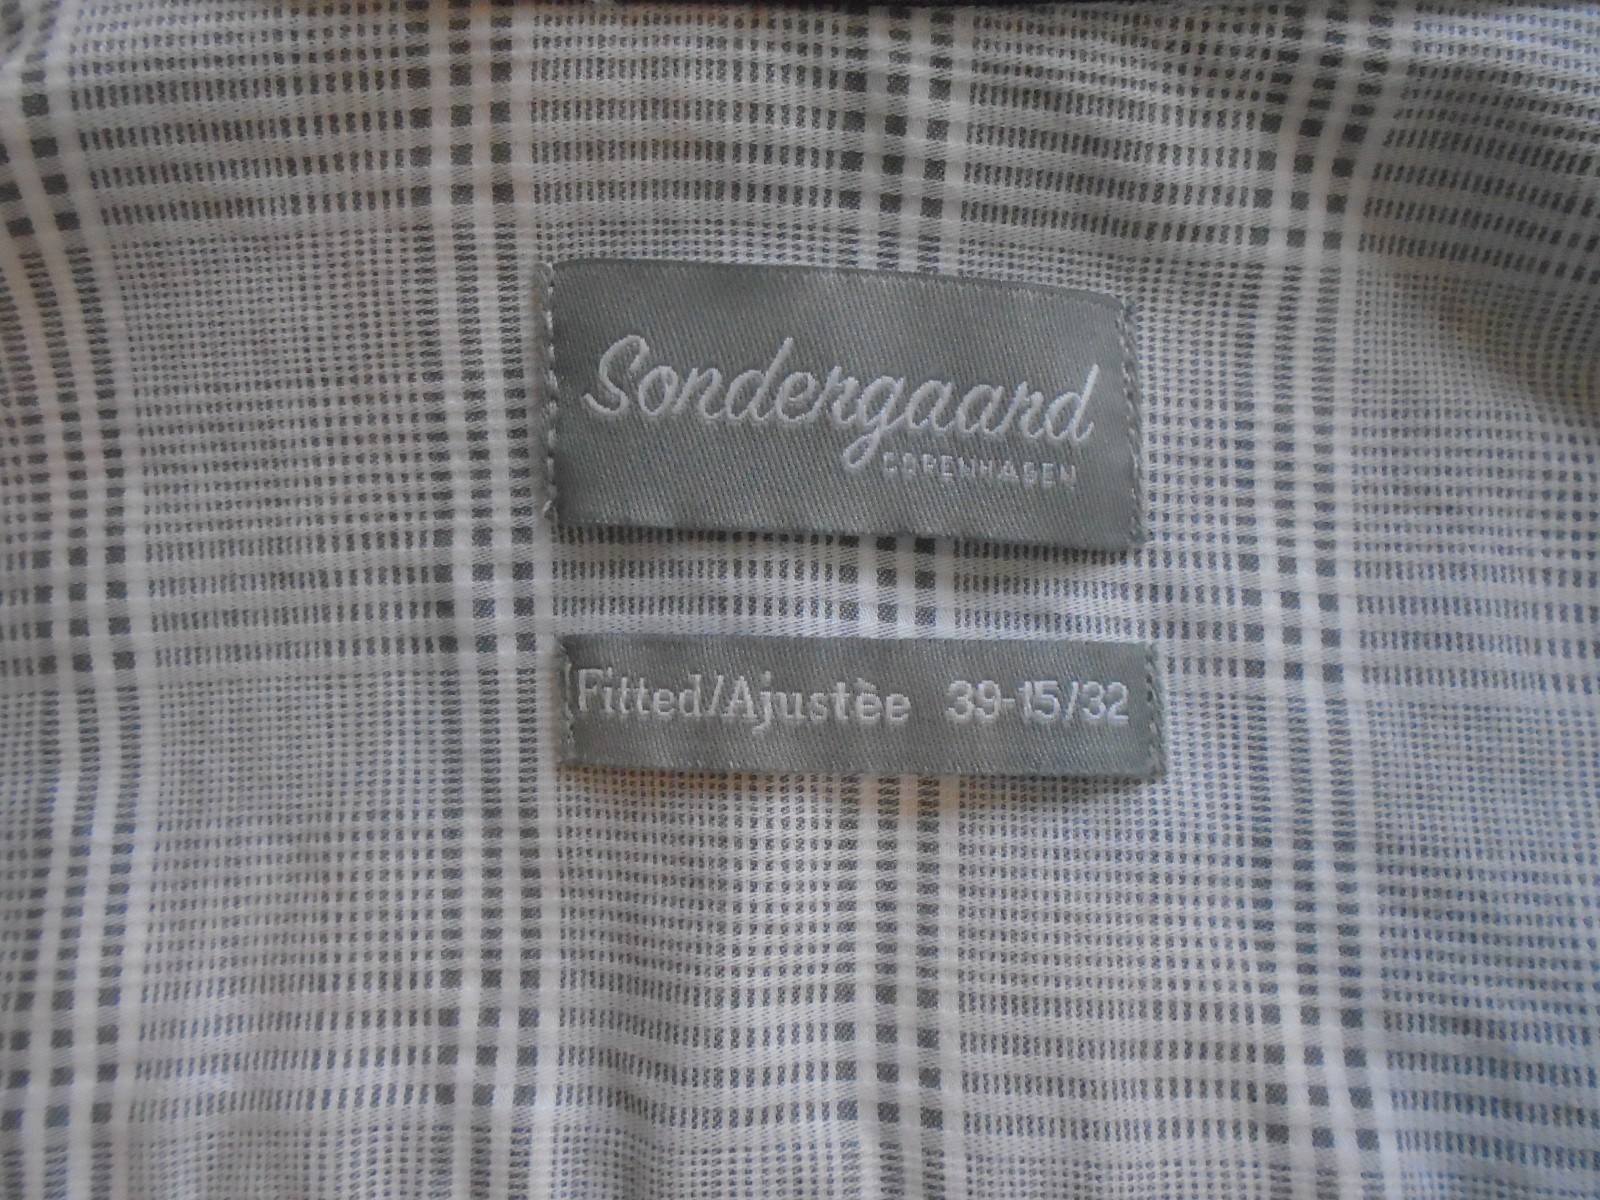 Sondergaard
COPENHAGEN
Fitted/Ajustèe 39-15/32